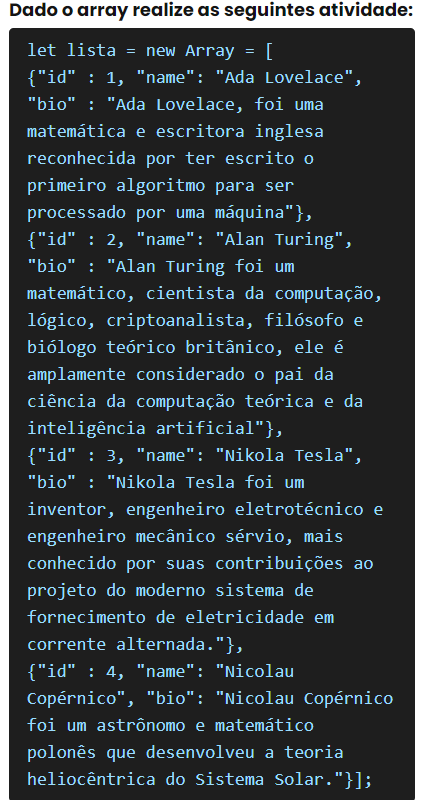 Dado o array realize as seguintes atividade:
let lista = new Array = [
{"id" : 1, "name": "Ada Lovelace",
"bio" : "Ada Lovelace, foi uma
matemática e escritora inglesa
reconhecida por ter escrito o
primeiro algoritmo para ser
processado por uma máquina"},
{"id" : 2, "name": "Alan Turing",
"bio" : "Alan Turing foi um
matemático, cientista da computação,
lógico, criptoanalista, filósofo e
biólogo teórico britânico, ele é
amplamente considerado o pai da
ciência da computação teórica e da
inteligência artificial"},
{"id" : 3, "name": "Nikola Tesla",
"bio" : "Nikola Tesla foi um
inventor, engenheiro eletrotécnico e
engenheiro mecânico sérvio, mais
conhecido por suas contribuições ao
projeto do moderno sistema de
fornecimento de eletricidade em
corrente alternada."},
{"id" : 4, "name": "Nicolau
Copérnico", "bio": "Nicolau Copérnico
foi um astrônomo e matemático
polonês que desenvolveu a teoria
heliocêntrica do Sistema Solar."}];